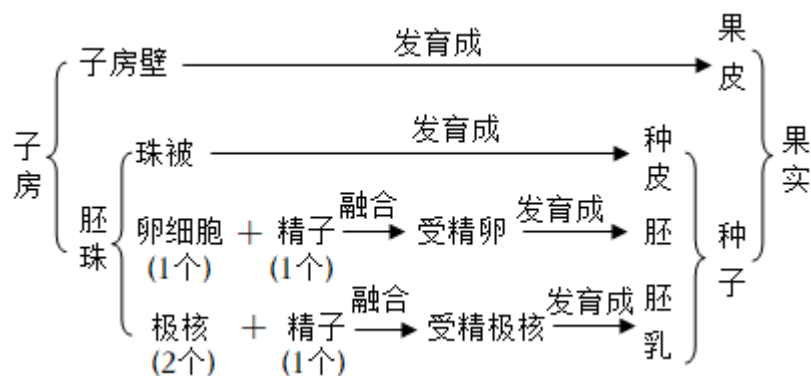 子房
子房壁 发育成 果皮
胚珠
珠被 发育成 种皮
卵细胞(1个) + 精子(1个) 融合 受精卵 发育成 胚
极核(2个) + 精子(1个) 融合 受精极核 发育成 胚乳
种子
果实